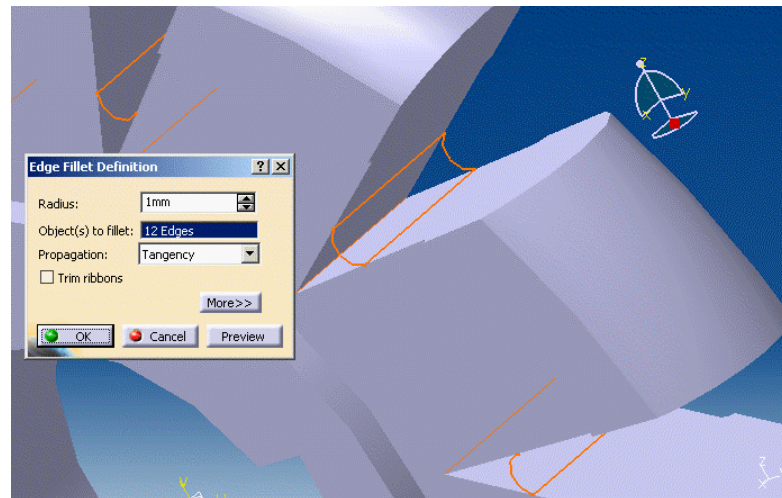 Edge Fillet Definition
Radius: 1mm
Object(s) to fillet: 12 Edges
Propagation: Tangency
Trim ribbons
More>>
OK Cancel Preview
z
y
x
z
x
y